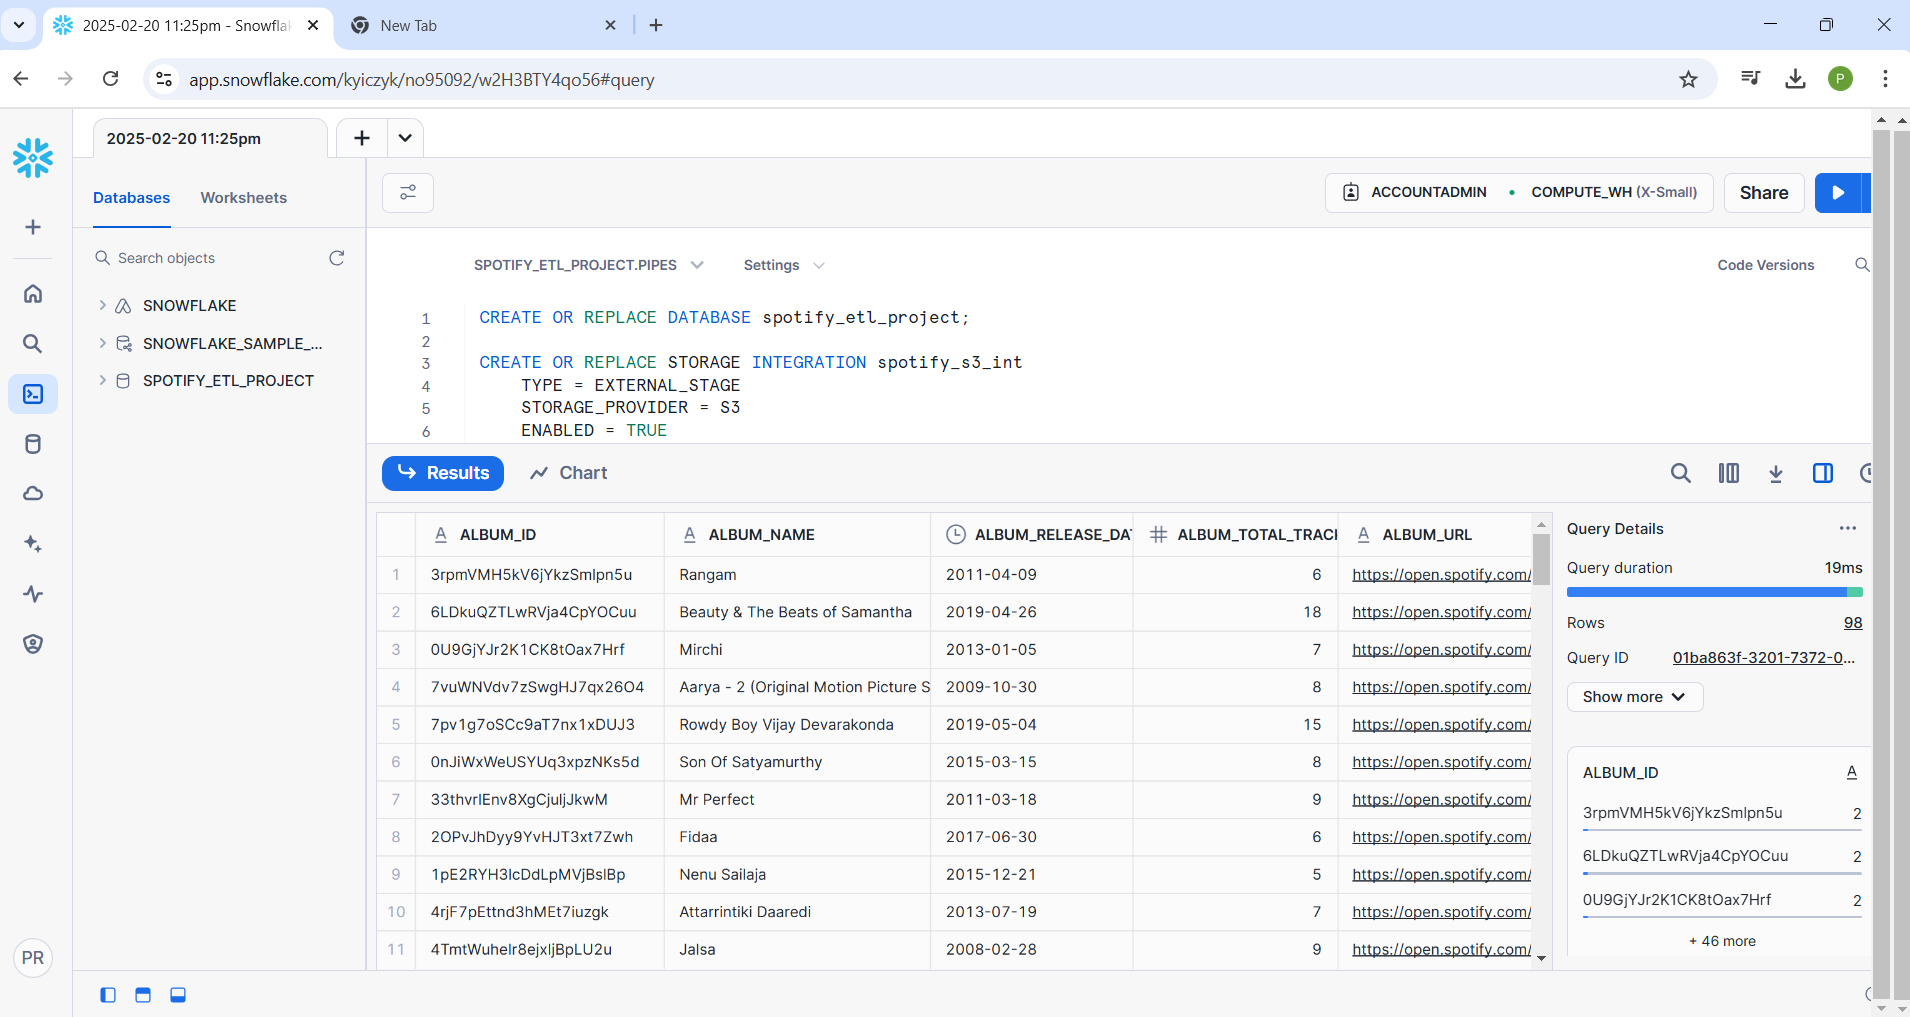 2025-02-20 11:25pm - Snowfla
New Tab
app.snowflake.com/kyiczyk/no95092/w2H3BTY4qo56#query
P
2025-02-20 11:25pm
Databases Worksheets
Search objects
SNOWFLAKE
SNOWFLAKE_SAMPLE_...
SPOTIFY_ETL_PROJECT
PR
ACCOUNTADMIN COMPUTE_WH (X-Small)
Share
SPOTIFY_ETL_PROJECT.PIPES Settings Code Versions
1 CREATE OR REPLACE DATABASE spotify_etl_project;
2
3 CREATE OR REPLACE STORAGE INTEGRATION spotify_s3_int
4 TYPE = EXTERNAL_STAGE
5 STORAGE_PROVIDER = S3
6 ENABLED = TRUE
Results Chart
A ALBUM_ID A ALBUM_NAME ALBUM_RELEASE_DAT # ALBUM_TOTAL_TRACK A ALBUM_URL
1 3rpmVMH5kV6jYkzSmlpn5u Rangam 2011-04-09 6 https://open.spotify.com/
2 6LDkuQZTLwRVja4CpYOCuu Beauty & The Beats of Samantha 2019-04-26 18 https://open.spotify.com/
3 0U9GjYJr2K1CK8tOax7Hrf Mirchi 2013-01-05 7 https://open.spotify.com/
4 7vuWNVdv7zSwgHJ7qx26O4 Aarya - 2 (Original Motion Picture S 2009-10-30 8 https://open.spotify.com/
5 7pv1g7oSCc9aT7nx1xDUJ3 Rowdy Boy Vijay Devarakonda 2019-05-04 15 https://open.spotify.com/
6 0nJiWxWeUSYUq3xpzNKs5d Son Of Satyamurthy 2015-03-15 8 https://open.spotify.com/
7 33thvrlEnv8XgCjuljJkwM Mr Perfect 2011-03-18 9 https://open.spotify.com/
8 2OPvJhDyy9YvHJT3xt7Zwh Fidaa 2017-06-30 6 https://open.spotify.com/
9 1pE2RYH3lcDdLpMVjBslBp Nenu Sailaja 2015-12-21 5 https://open.spotify.com/
10 4rjF7pEttnd3hMEt7iuzgk Attarrintiki Daaredi 2013-07-19 7 https://open.spotify.com/
11 4TmtWuhelr8ejxljBpLU2u Jalsa 2008-02-28 9 https://open.spotify.com/
Query Details
Query duration 19ms
Rows 98
Query ID 01ba863f-3201-7372-0...
Show more
ALBUM_ID A
3rpmVMH5kV6jYkzSmlpn5u 2
6LDkuQZTLwRVja4CpYOCuu 2
0U9GjYJr2K1CK8tOax7Hrf 2
+ 46 more